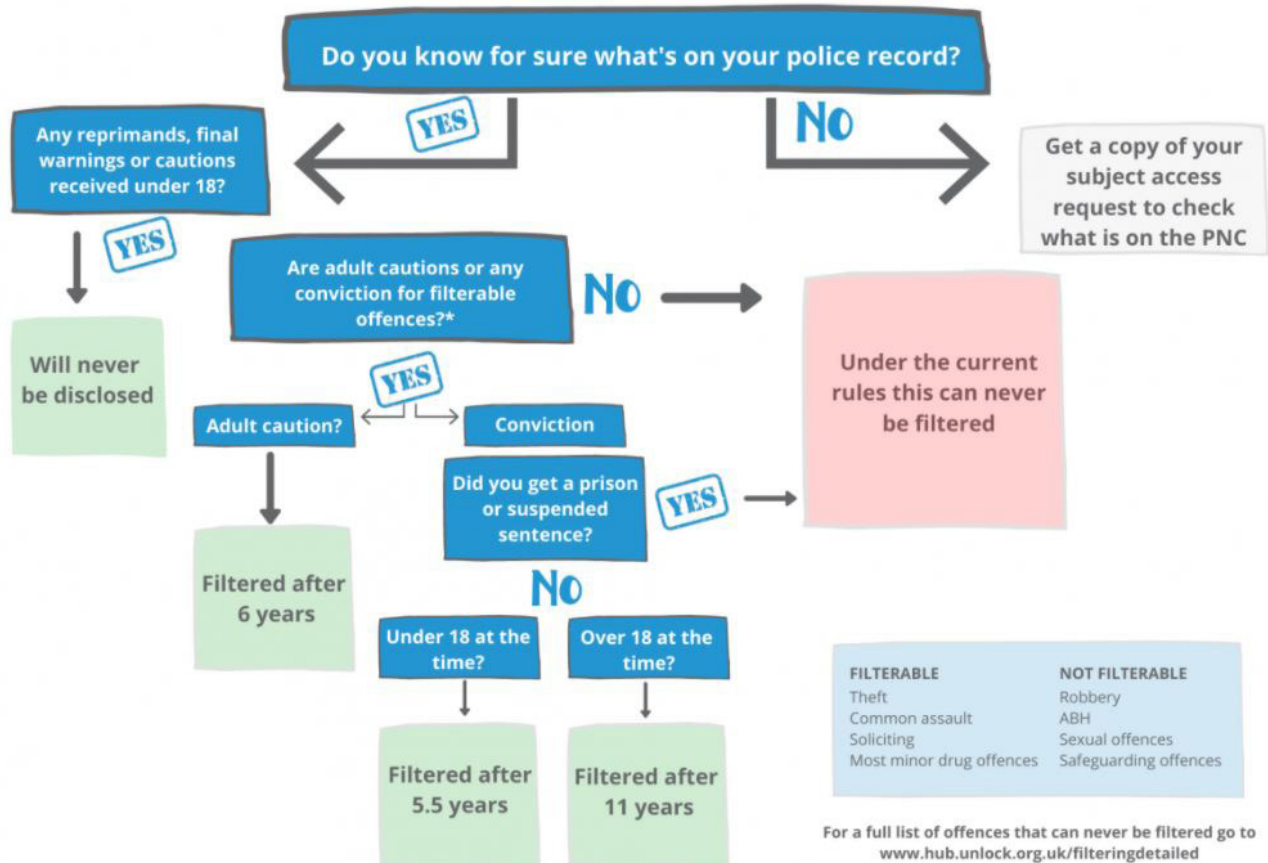 Do you know for sure what's on your police record?
YES
No
Any reprimands, final
warnings or cautions
received under 18?
Get a copy of your
subject access
request to check
what is on the PNC
YES
Are adult cautions or any
conviction for filterable
offences?*
No
Will never
be disclosed
Under the current
rules this can never
be filtered
YES
Adult caution?
Conviction
Did you get a prison
or suspended
sentence?
YES
Filtered after
6 years
No
Under 18 at the
time?
Over 18 at the
time?
Filtered after
5.5 years
Filtered after
11 years
FILTERABLE NOT FILTERABLE
Theft Robbery
Common assault ABH
Soliciting Sexual offences
Most minor drug offences Safeguarding offences
For a full list of offences that can never be filtered go to
www.hub.unlock.org.uk/filteringdetailed